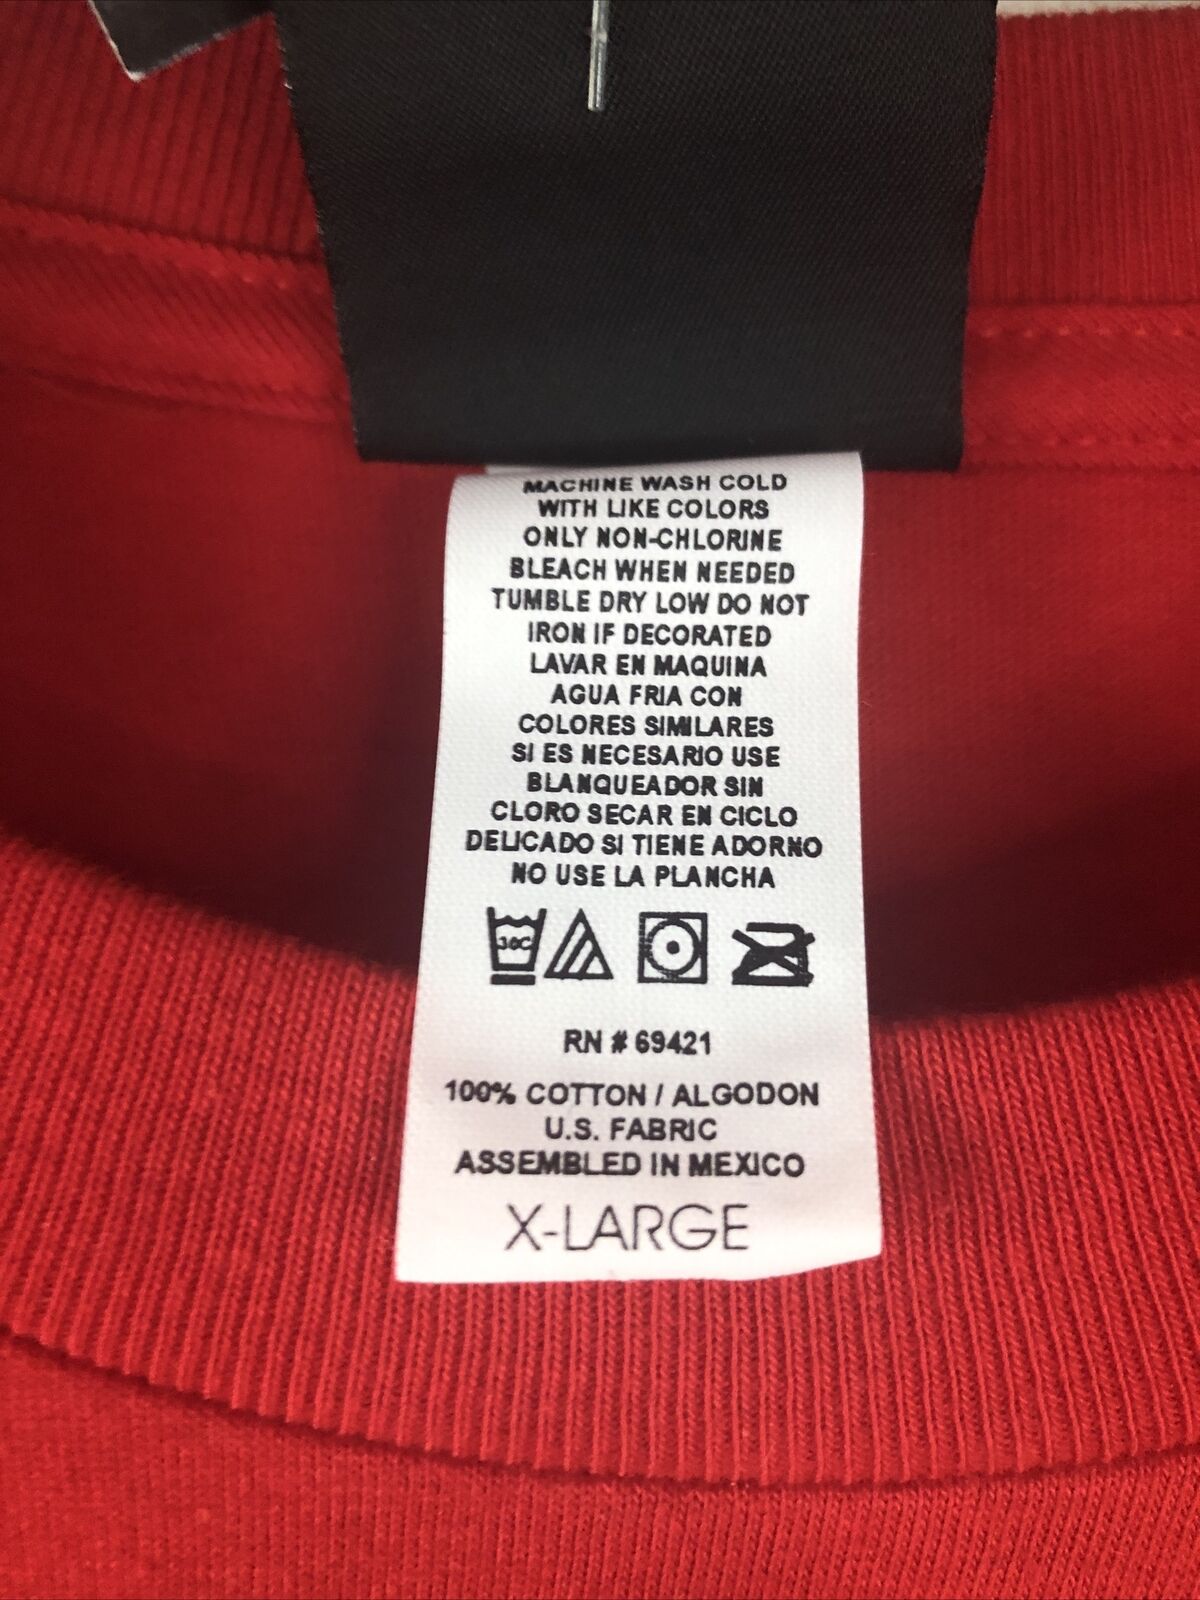 MACHINE WASH COLD
WITH LIKE COLORS
ONLY NON-CHLORINE
BLEACH WHEN NEEDED
TUMBLE DRY LOW DO NOT
IRON IF DECORATED
LAVAR EN MAQUINA
AGUA FRIA CON
COLORES SIMILARES
SI ES NECESARIO USE
BLANQUEADOR SIN
CLORO SECAR EN CICLO
DELICADO SI TIENE ADORNO
NO USE LA PLANCHA
30C
RN # 69421
100% COTTON / ALGODON
U.S. FABRIC
ASSEMBLED IN MEXICO
X-LARGE